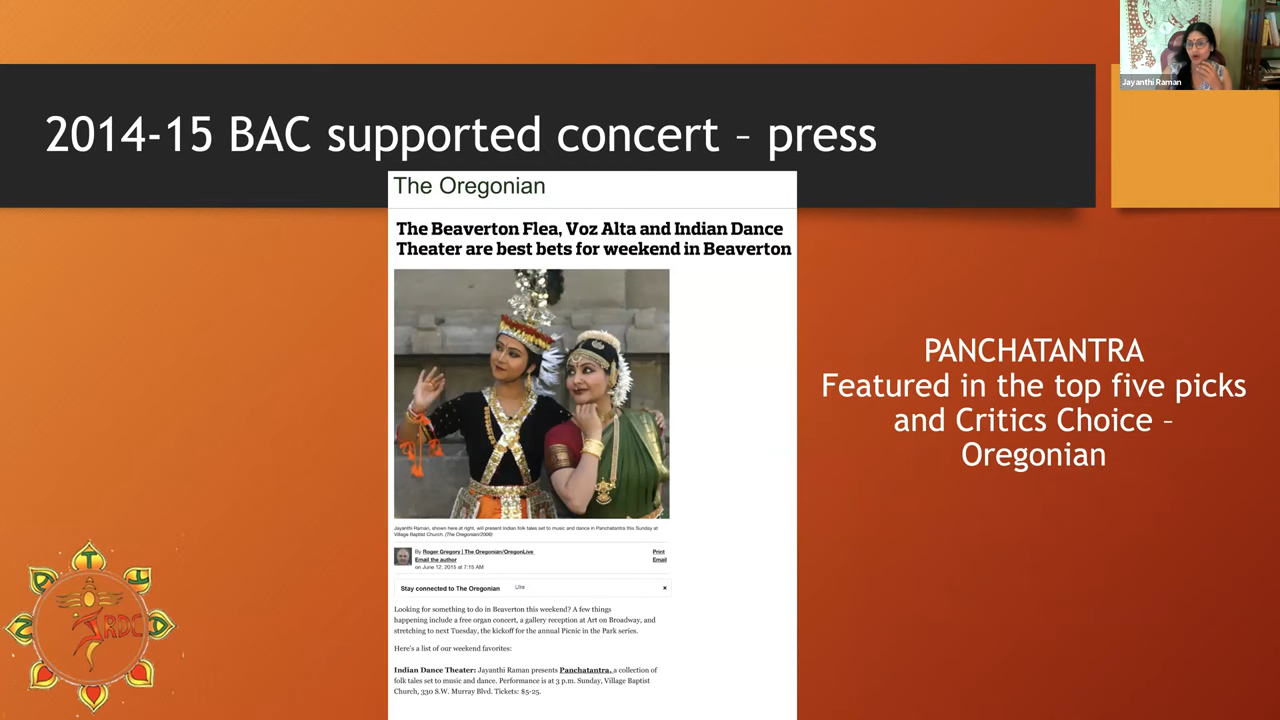 Jayanthi Raman
2014-15 BAC supported concert – press
The Oregonian
The Beaverton Flea, Voz Alta and Indian Dance
Theater are best bets for weekend in Beaverton
Jayanthi Raman, shown here at right, will present Indian folk tales set to music and dance in Panchatantra this Sunday at
Village Baptist Church. (The Oregonian/2006)
By Roger Gregory | The Oregonian/OregonLive
Email the author
on June 12, 2015 at 7:15 AM
Print
Email
Stay connected to The Oregonian Like ×
Looking for something to do in Beaverton this weekend? A few things
happening include a free organ concert, a gallery reception at Art on Broadway, and
stretching to next Tuesday, the kickoff for the annual Picnic in the Park series.
Here's a list of our weekend favorites:
Indian Dance Theater: Jayanthi Raman presents Panchatantra, a collection of
folk tales set to music and dance. Performance is at 3 p.m. Sunday, Village Baptist
Church, 330 S.W. Murray Blvd. Tickets: $5-25.
PANCHATANTRA
Featured in the top five picks
and Critics Choice –
Oregonian
JRDC